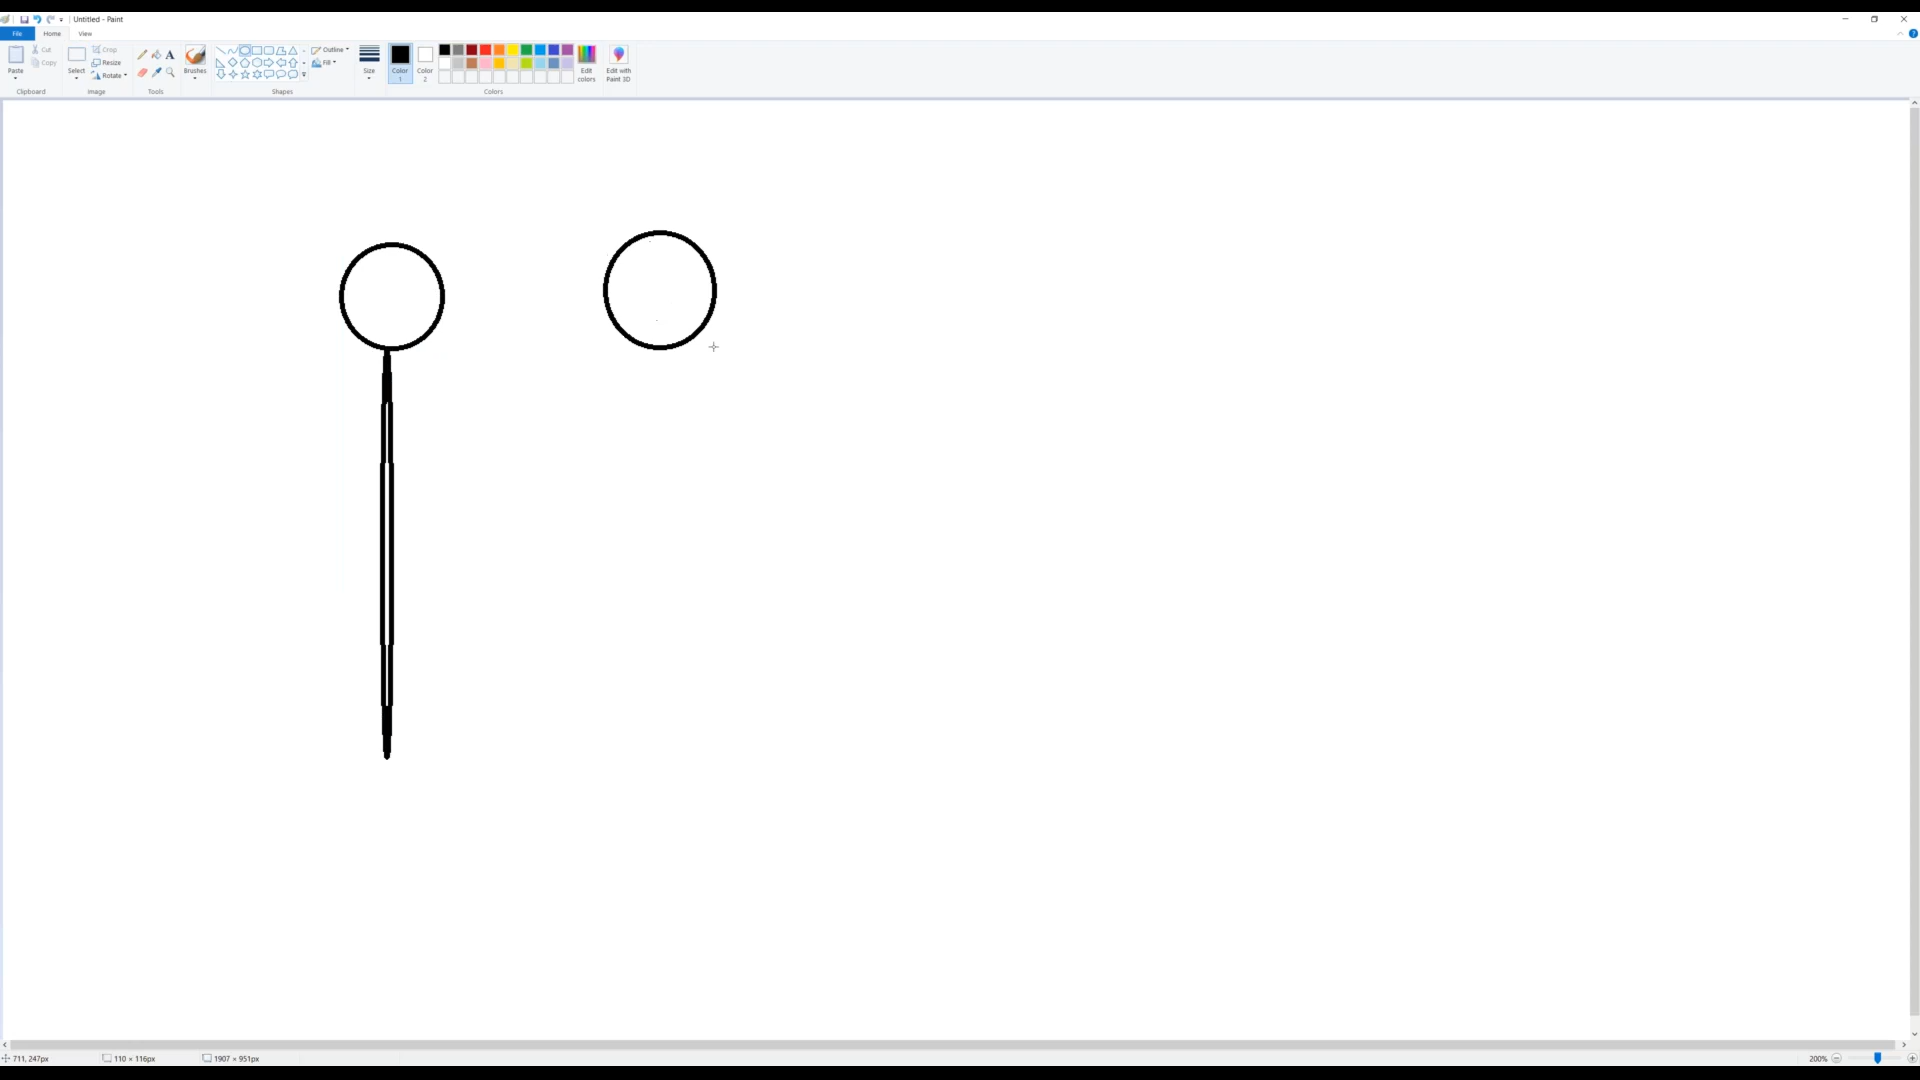 Untitled - Paint
File Home View
Paste Cut Copy Clipboard
Select Crop Resize Rotate Image
Tools
Brushes
Shapes Outline Fill
Size
Color 1 Color 2
Edit colors Colors
Edit with Paint 3D
711, 247px 110 × 116px 1907 × 951px 200%